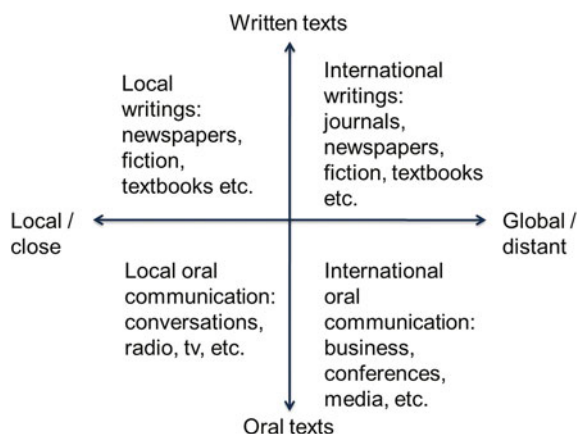 Written texts
Local
writings:
newspapers,
fiction,
textbooks etc.
International
writings:
journals,
newspapers,
fiction, textbooks
etc.
Local /
close
Global /
distant
Local oral
communication:
conversations,
radio, tv, etc.
International
oral
communication:
business,
conferences,
media, etc.
Oral texts